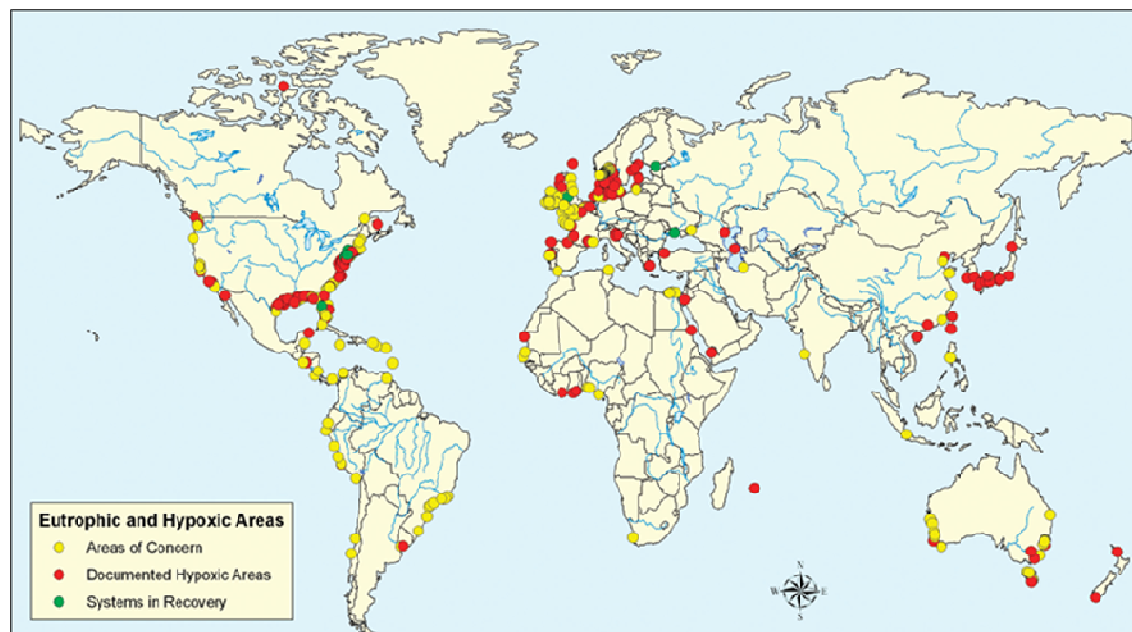 N
W E
S
Eutrophic and Hypoxic Areas
Areas of Concern
Documented Hypoxic Areas
Systems in Recovery